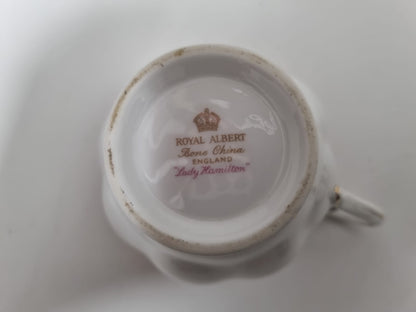 ROYAL ALBERT
Bone China
ENGLAND
"Lady Hamilton"